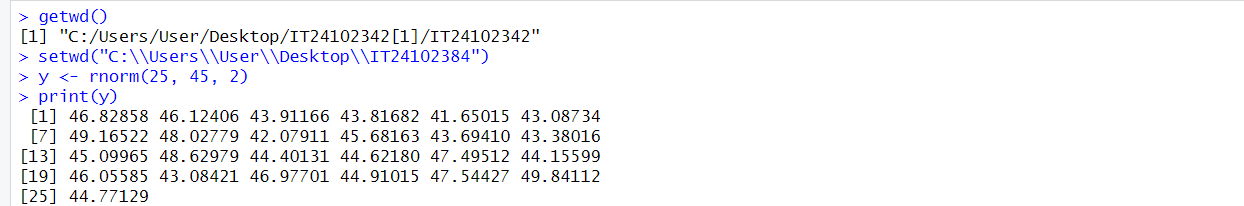 > getwd()
[1] "C:/Users/User/Desktop/IT24102342[1]/IT24102342"
> setwd("C:\\Users\\User\\Desktop\\IT24102384")
> y <- rnorm(25, 45, 2)
> print(y)
 [1] 46.82858 46.12406 43.91166 43.81682 41.65015 43.08734
 [7] 49.16522 48.02779 42.07911 45.68163 43.69410 43.38016
[13] 45.09965 48.62979 44.40131 44.62180 47.49512 44.15599
[19] 46.05585 43.08421 46.97701 44.91015 47.54427 49.84112
[25] 44.77129